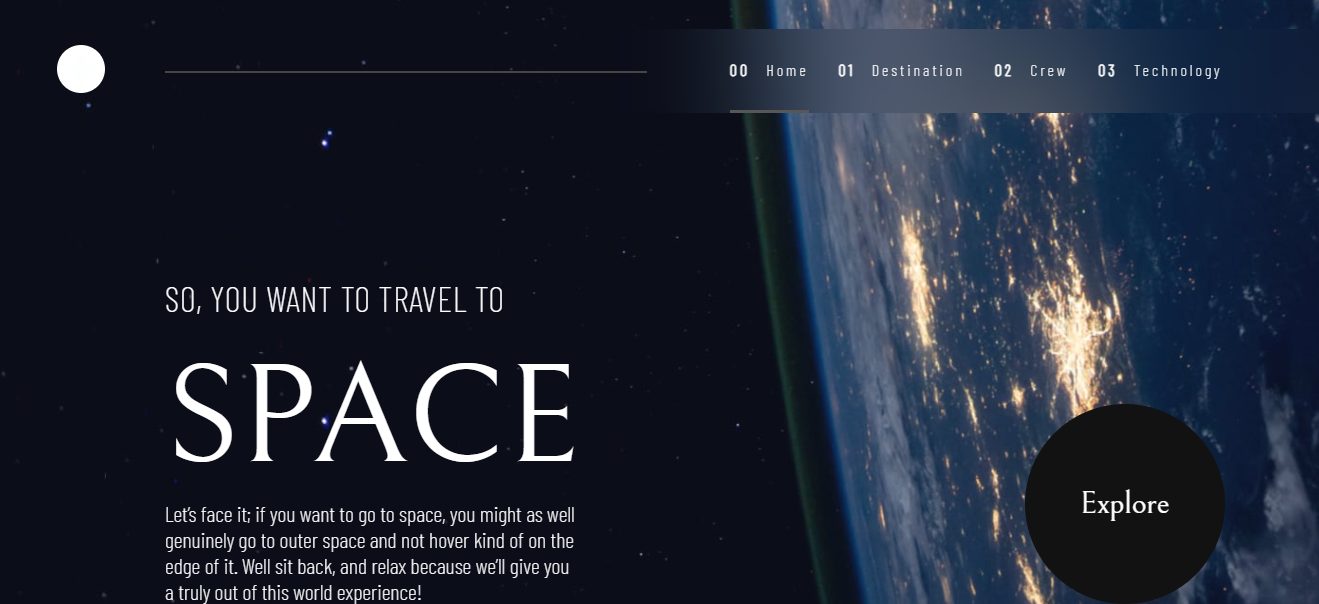 00 Home 01 Destination 02 Crew 03 Technology
SO, YOU WANT TO TRAVEL TO
SPACE
Let's face it; if you want to go to space, you might as well
genuinely go to outer space and not hover kind of on the
edge of it. Well sit back, and relax because we'll give you
a truly out of this world experience!
Explore